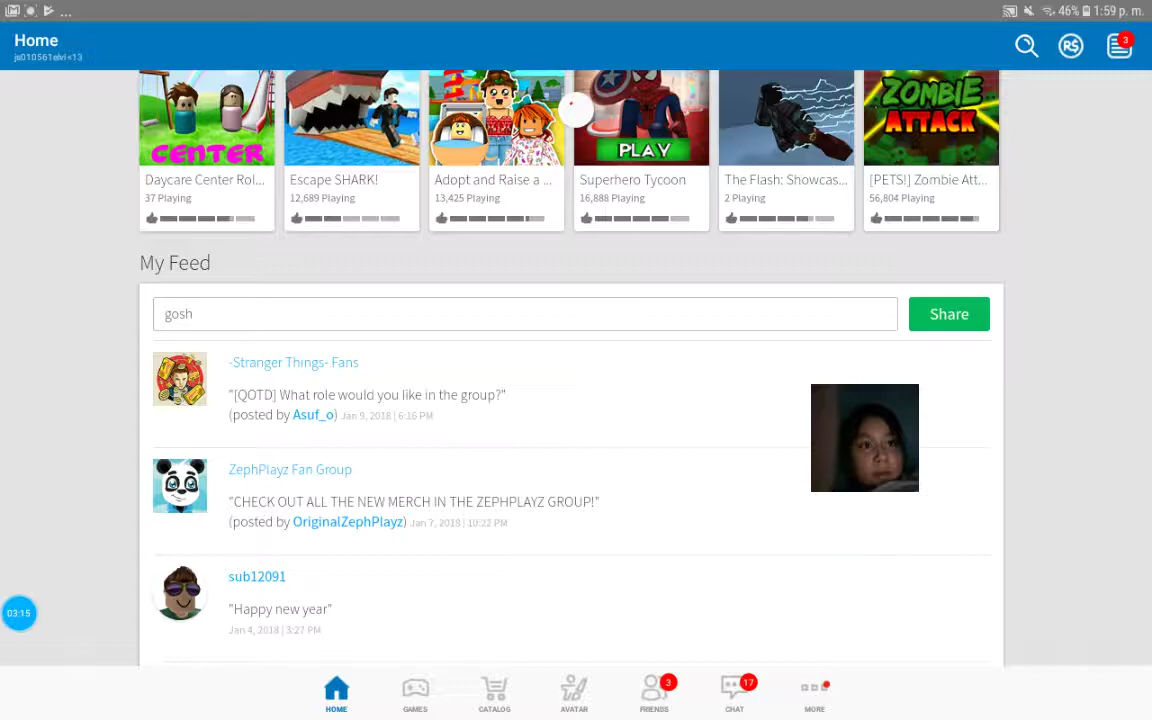 46% 1:59 p. m.
Home
js010561elvi<13
3
CENTER
PLAY
ZOMBIE
ATTACK
Daycare Center Rol...
Escape SHARK!
Adopt and Raise a ...
Superhero Tycoon
The Flash: Showcas...
[PETS!] Zombie Att...
37 Playing
12,689 Playing
13,425 Playing
16,888 Playing
2 Playing
56,804 Playing
My Feed
gosh
Share
-Stranger Things- Fans
"[QOTD] What role would you like in the group?"
(posted by Asuf_o) Jan 9, 2018 | 6:16 PM
ZephPlayz Fan Group
"CHECK OUT ALL THE NEW MERCH IN THE ZEPHPLAYZ GROUP!"
(posted by OriginalZephPlayz) Jan 7, 2018 | 10:22 PM
sub12091
"Happy new year"
Jan 4, 2018 | 3:27 PM
03:15
3
17
HOME
GAMES
CATALOG
AVATAR
FRIENDS
CHAT
MORE